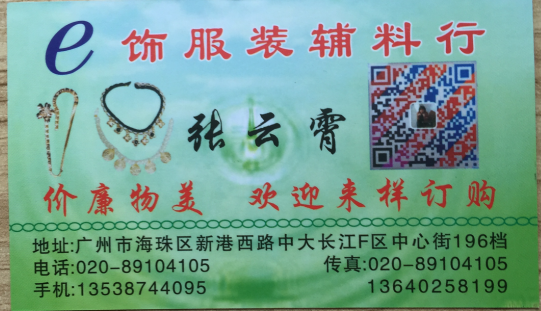 e 饰服装辅料行
张云霄
价廉物美 欢迎来样订购
地址:广州市海珠区新港西路中大长江F区中心街196档
电话:020-89104105 传真:020-89104105
手机:13538744095 13640258199